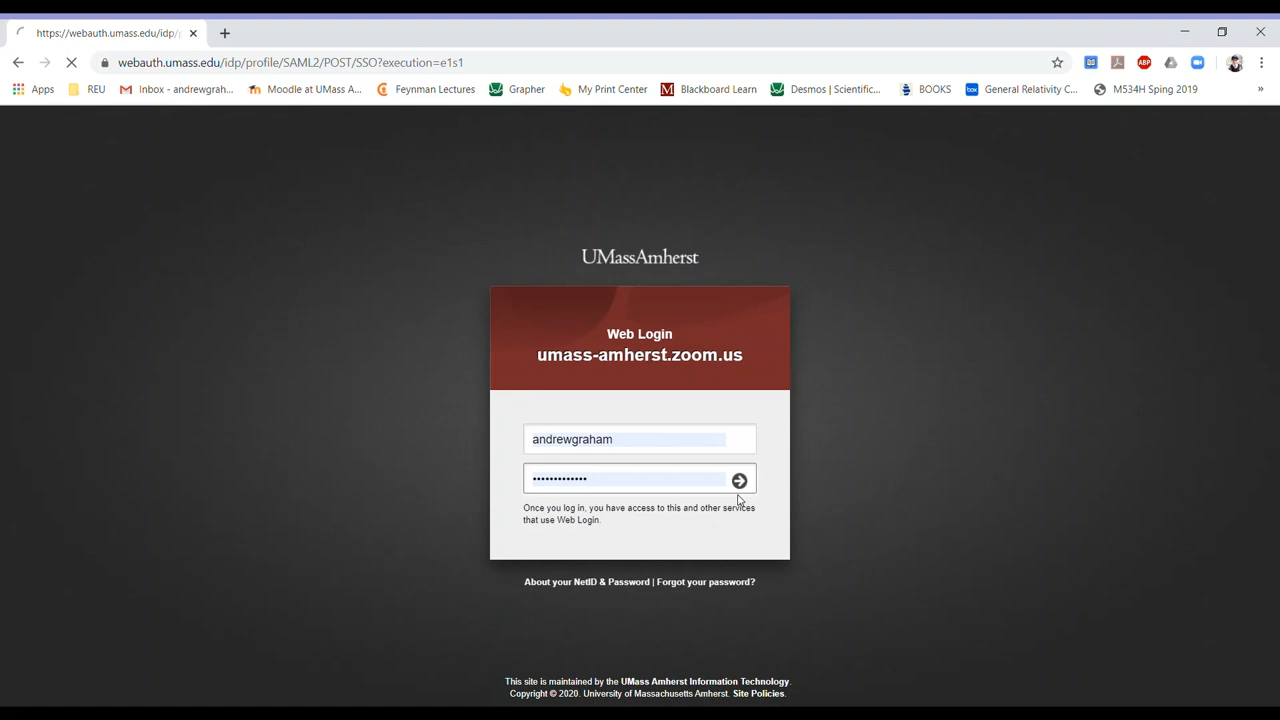 https://webauth.umass.edu/idp/
webauth.umass.edu/idp/profile/SAML2/POST/SSO?execution=e1s1
ABP
Apps REU Inbox - andrewgrah... Moodle at UMass A... Feynman Lectures Grapher My Print Center Blackboard Learn Desmos | Scientific... BOOKS box General Relativity C... M534H Sping 2019 »
UMassAmherst
Web Login
umass-amherst.zoom.us
andrewgraham
•••••••••••••
Once you log in, you have access to this and other services
that use Web Login.
About your NetID & Password | Forgot your password?
This site is maintained by the UMass Amherst Information Technology.
Copyright © 2020. University of Massachusetts Amherst. Site Policies.